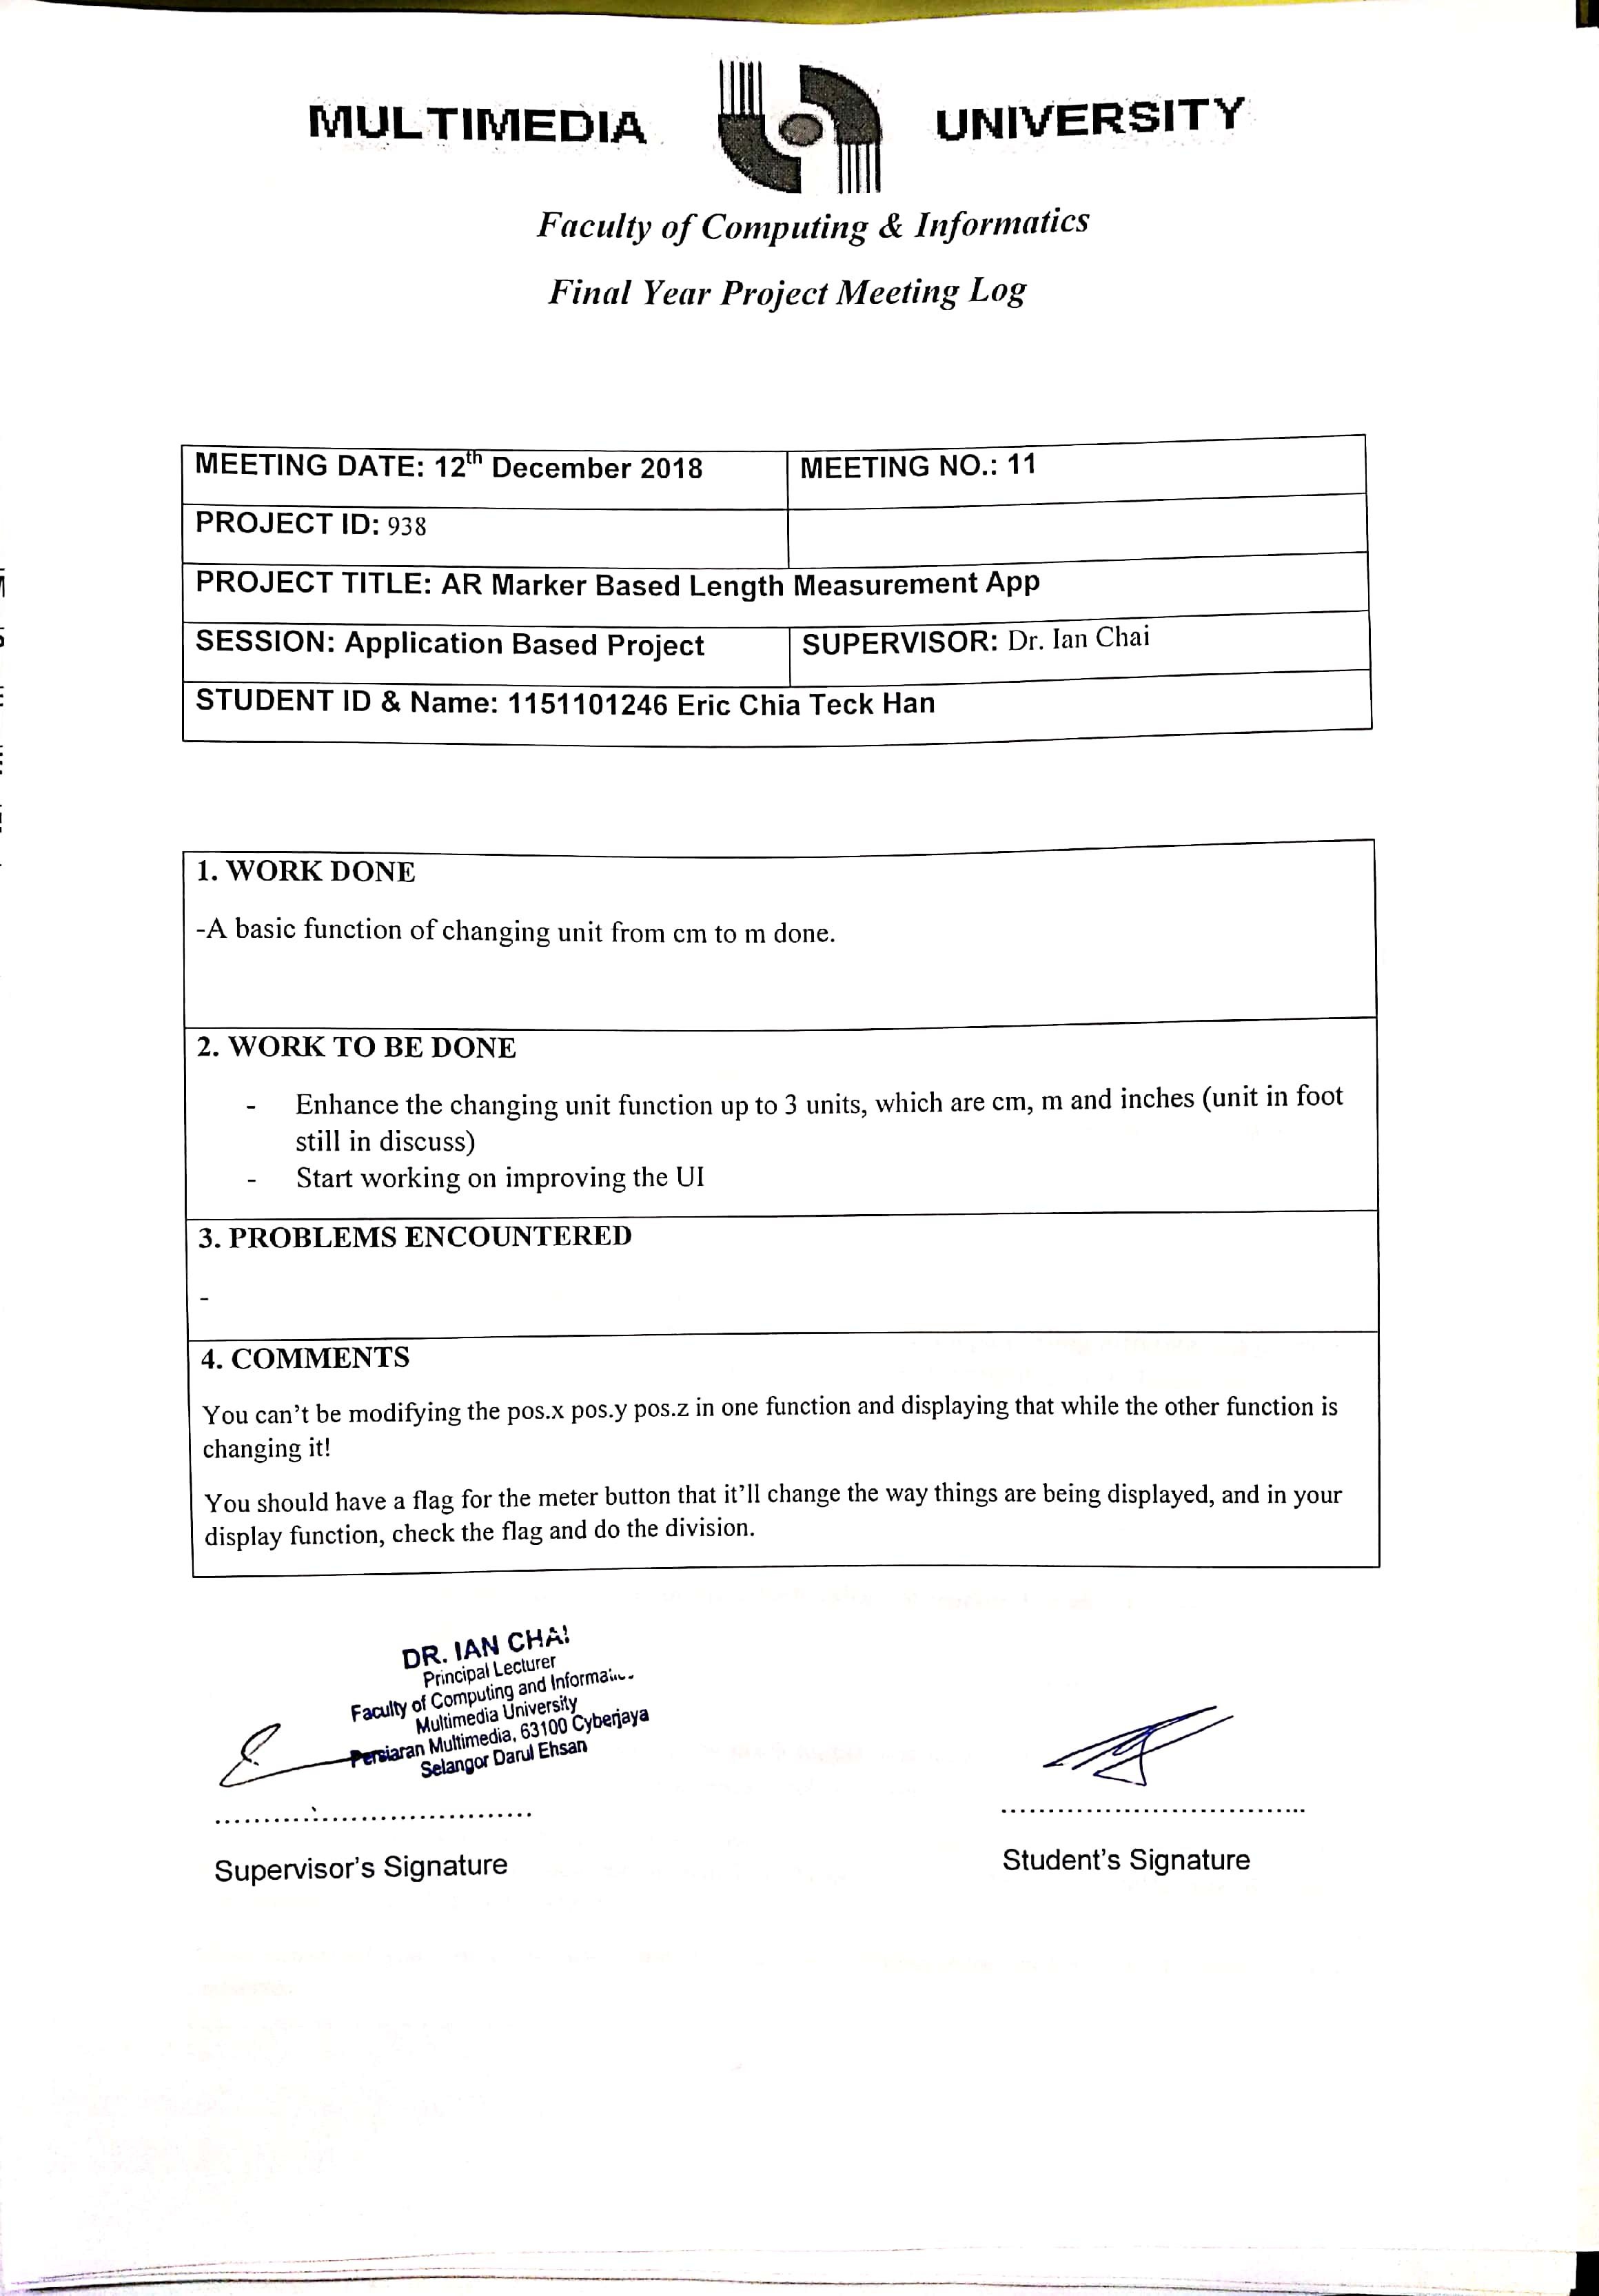 MULTIMEDIA UNIVERSITY
Faculty of Computing & Informatics
Final Year Project Meeting Log
MEETING DATE: 12th December 2018 MEETING NO.: 11
PROJECT ID: 938
PROJECT TITLE: AR Marker Based Length Measurement App
SESSION: Application Based Project SUPERVISOR: Dr. Ian Chai
STUDENT ID & Name: 1151101246 Eric Chia Teck Han
1. WORK DONE
-A basic function of changing unit from cm to m done.
2. WORK TO BE DONE
- Enhance the changing unit function up to 3 units, which are cm, m and inches (unit in foot
still in discuss)
- Start working on improving the UI
3. PROBLEMS ENCOUNTERED
-
4. COMMENTS
You can't be modifying the pos.x pos.y pos.z in one function and displaying that while the other function is
changing it!
You should have a flag for the meter button that it'll change the way things are being displayed, and in your
display function, check the flag and do the division.
DR. IAN CHAI
Principal Lecturer
Faculty of Computing and Informatics
Multimedia University
Persiaran Multimedia, 63100 Cyberjaya
Selangor Darul Ehsan
Supervisor's Signature
Student's Signature